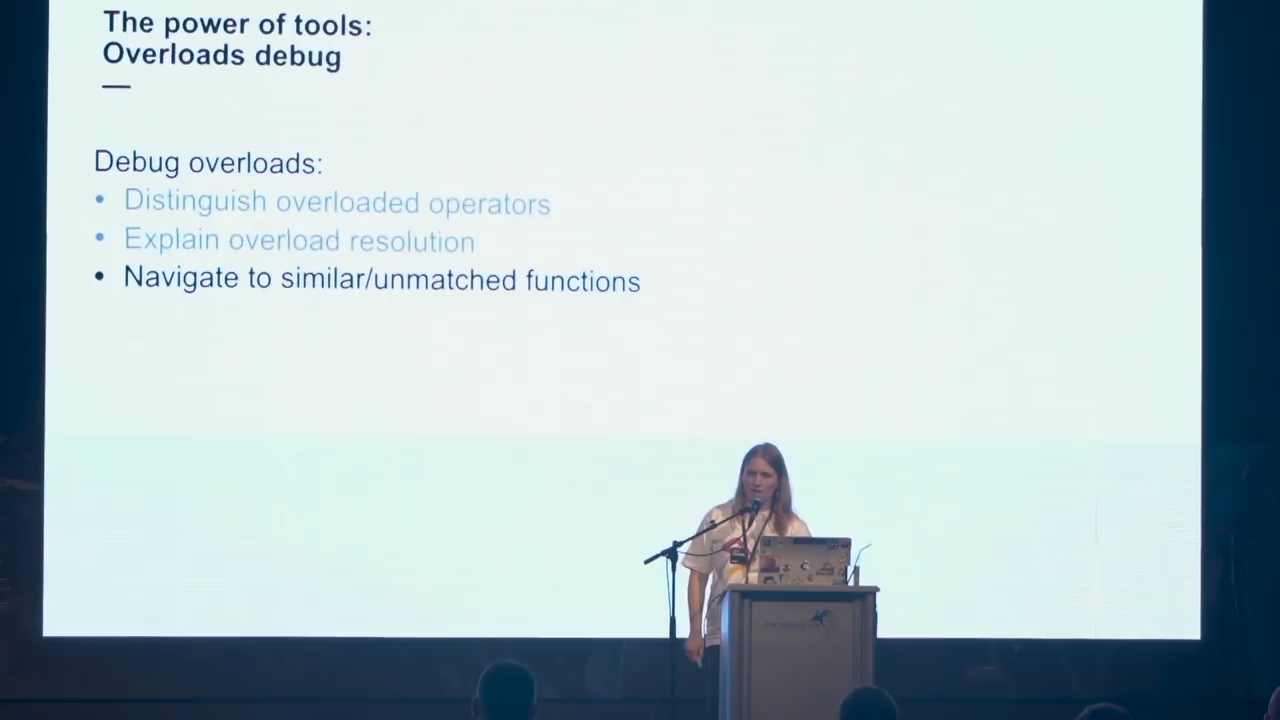 The power of tools:
Overloads debug
Debug overloads:
• Distinguish overloaded operators
• Explain overload resolution
• Navigate to similar/unmatched functions